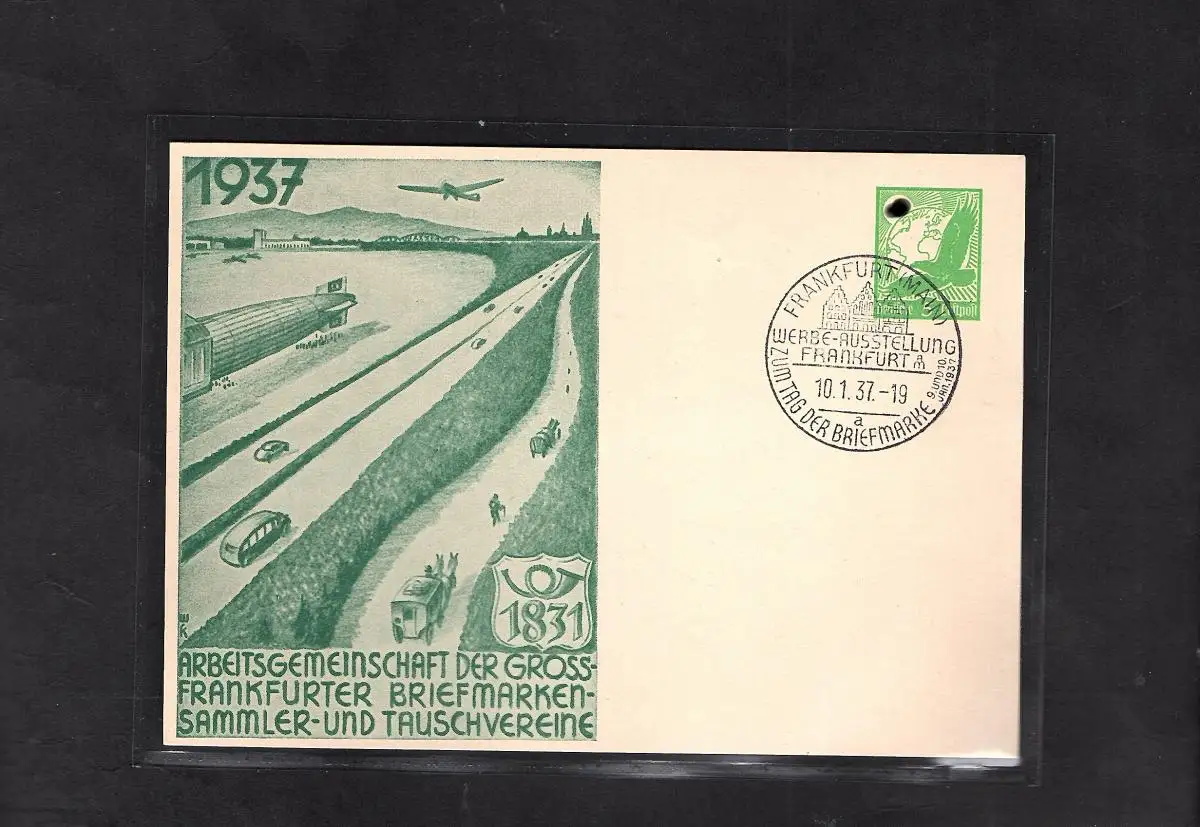 1937
1831
WK
ARBEITSGEMEINSCHAFT DER GROSS-
FRANKFURTER BRIEFMARKEN-
SAMMLER-UND TAUSCHVEREINE
FRANKFURT (MAIN)
WERBE-AUSSTELLUNG
FRANKFURT a/M
9. UND 10.
JAN. 1937
10.1.37.-19
a
ZUM TAG DER BRIEFMARKE